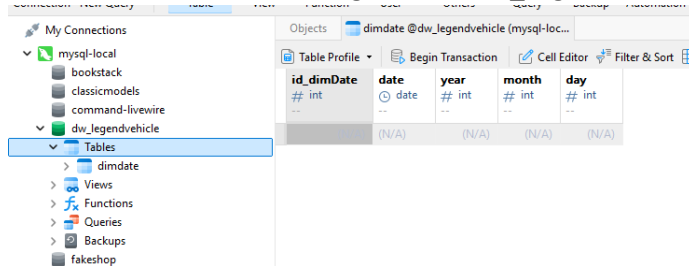 Connection New Query Table View Function User Others Query Backup Automation
My Connections
mysql-local
bookstack
classicmodels
command-livewire
dw_legendvehicle
Tables
dimdate
Views
Functions
Queries
Backups
fakeshop
Objects dimdate @dw_legendvehicle (mysql-loc...
Table Profile Begin Transaction Cell Editor Filter & Sort
id_dimDate date year month day
# int date # int # int # int
-- -- -- -- --
(N/A) (N/A) (N/A) (N/A) (N/A)